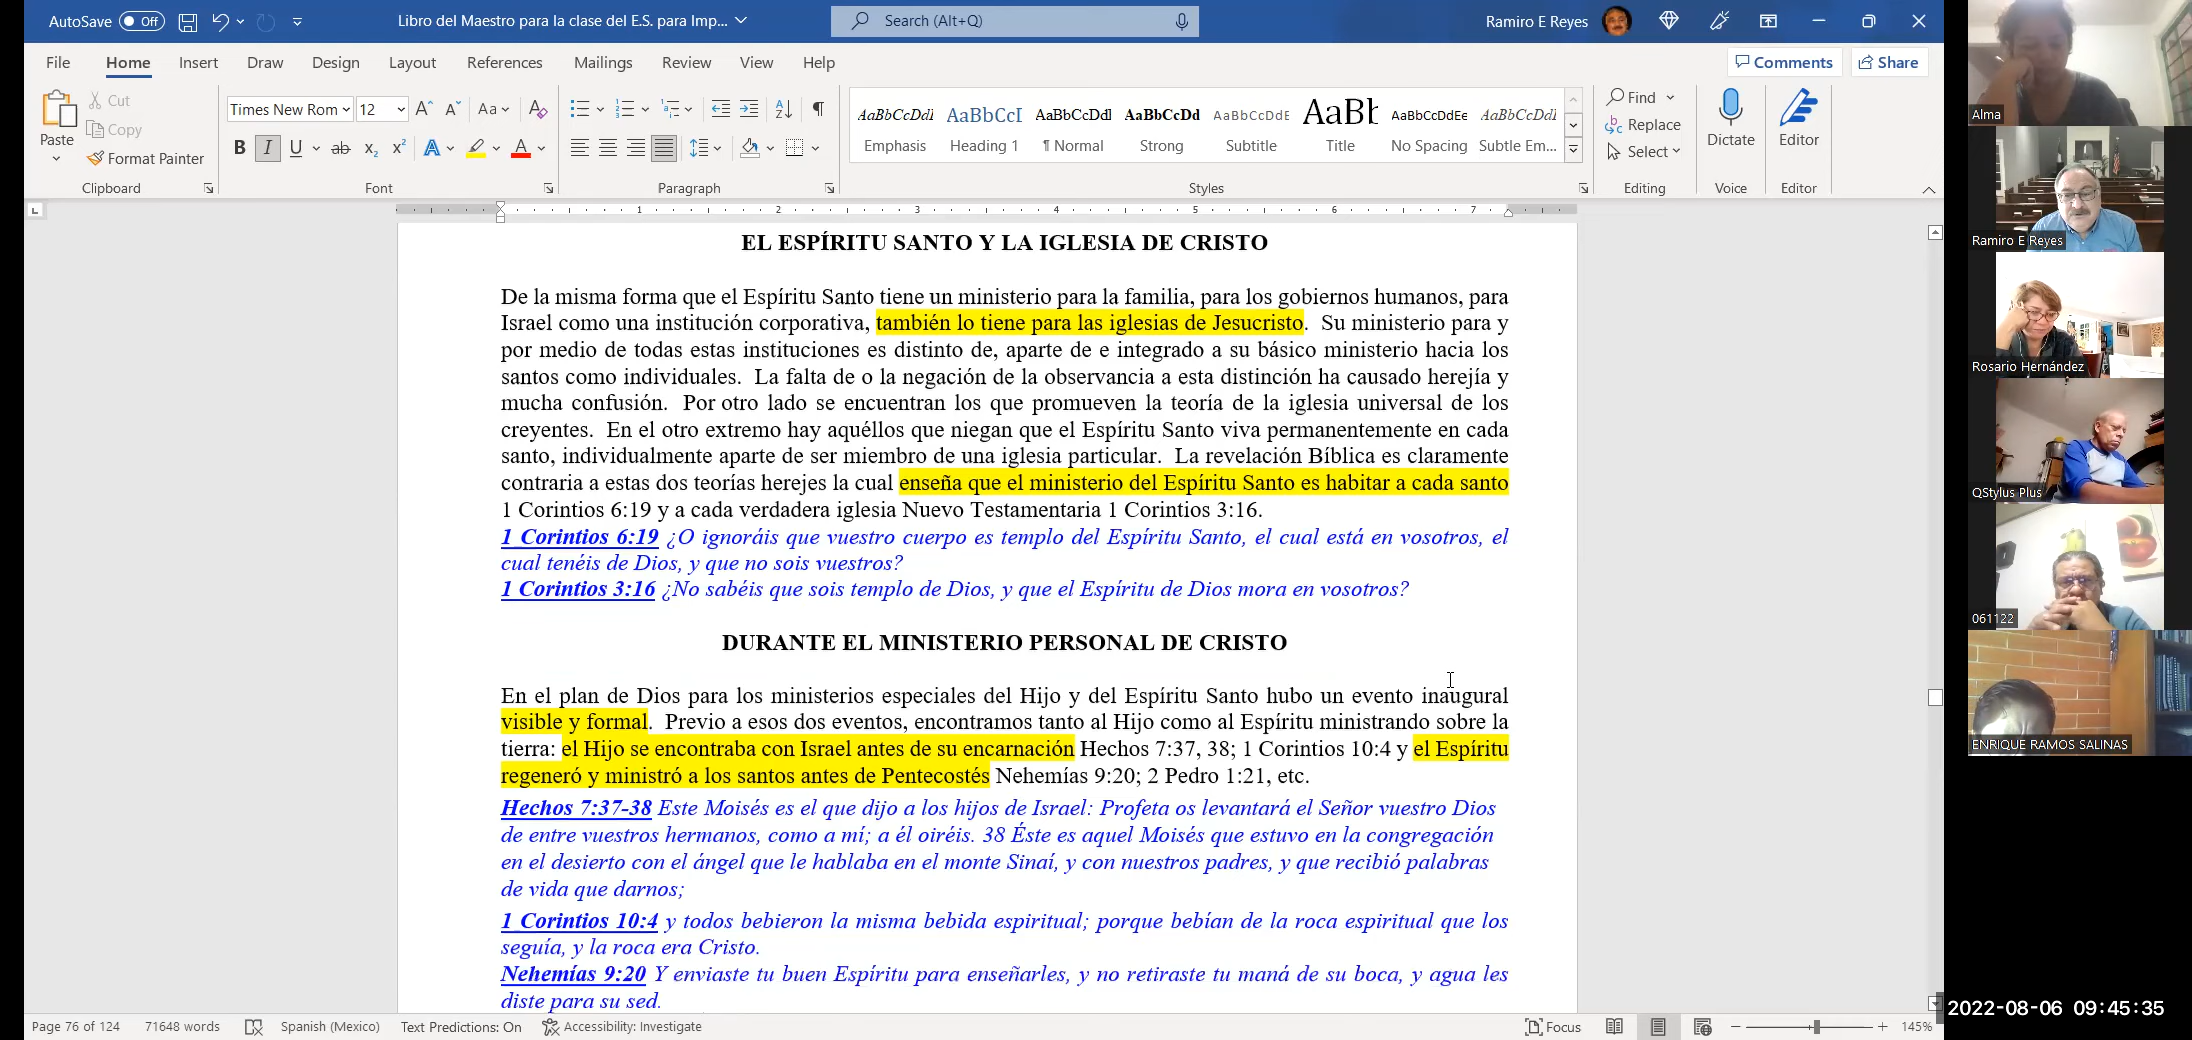 AutoSave Off Libro del Maestro para la clase del E.S. para Imp... Search (Alt+Q) Ramiro E Reyes
File Home Insert Draw Design Layout References Mailings Review View Help Comments Share
Paste Cut Copy Format Painter Clipboard
Times New Rom 12 Aa Font
Paragraph
AaBbCcDdI AaBbCcI AaBbCcDdI AaBbCcDd AaBbCcDdE AaBb AaBbCcDdEe AaBbCcDdI
Emphasis Heading 1 ¶ Normal Strong Subtitle Title No Spacing Subtle Em...
Styles
Find Replace Select Editing
Dictate Voice
Editor Editor
1 2 3 4 5 6 7
EL ESPÍRITU SANTO Y LA IGLESIA DE CRISTO
De la misma forma que el Espíritu Santo tiene un ministerio para la familia, para los gobiernos humanos, para
Israel como una institución corporativa, también lo tiene para las iglesias de Jesucristo. Su ministerio para y
por medio de todas estas instituciones es distinto de, aparte de e integrado a su básico ministerio hacia los
santos como individuales. La falta de o la negación de la observancia a esta distinción ha causado herejía y
mucha confusión. Por otro lado se encuentran los que promueven la teoría de la iglesia universal de los
creyentes. En el otro extremo hay aquéllos que niegan que el Espíritu Santo viva permanentemente en cada
santo, individualmente aparte de ser miembro de una iglesia particular. La revelación Bíblica es claramente
contraria a estas dos teorías herejes la cual enseña que el ministerio del Espíritu Santo es habitar a cada santo
1 Corintios 6:19 y a cada verdadera iglesia Nuevo Testamentaria 1 Corintios 3:16.
1 Corintios 6:19 ¿O ignoráis que vuestro cuerpo es templo del Espíritu Santo, el cual está en vosotros, el
cual tenéis de Dios, y que no sois vuestros?
1 Corintios 3:16 ¿No sabéis que sois templo de Dios, y que el Espíritu de Dios mora en vosotros?
DURANTE EL MINISTERIO PERSONAL DE CRISTO
En el plan de Dios para los ministerios especiales del Hijo y del Espíritu Santo hubo un evento inaugural
visible y formal. Previo a esos dos eventos, encontramos tanto al Hijo como al Espíritu ministrando sobre la
tierra: el Hijo se encontraba con Israel antes de su encarnación Hechos 7:37, 38; 1 Corintios 10:4 y el Espíritu
regeneró y ministró a los santos antes de Pentecostés Nehemías 9:20; 2 Pedro 1:21, etc.
Hechos 7:37-38 Este Moisés es el que dijo a los hijos de Israel: Profeta os levantará el Señor vuestro Dios
de entre vuestros hermanos, como a mí; a él oiréis. 38 Éste es aquel Moisés que estuvo en la congregación
en el desierto con el ángel que le hablaba en el monte Sinaí, y con nuestros padres, y que recibió palabras
de vida que darnos;
1 Corintios 10:4 y todos bebieron la misma bebida espiritual; porque bebían de la roca espiritual que los
seguía, y la roca era Cristo.
Nehemías 9:20 Y enviaste tu buen Espíritu para enseñarles, y no retiraste tu maná de su boca, y agua les
diste para su sed.
Page 76 of 124 71648 words Spanish (Mexico) Text Predictions: On Accessibility: Investigate Focus 145%
Alma
Ramiro E Reyes
Rosario Hernández
QStylus Plus
061122
ENRIQUE RAMOS SALINAS
2022-08-06 09:45:35